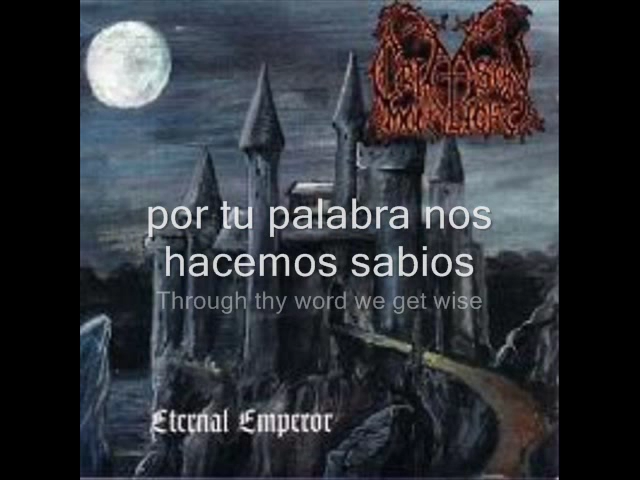 por tu palabra nos
hacemos sabios
Through thy word we get wise
Eternal Emperor